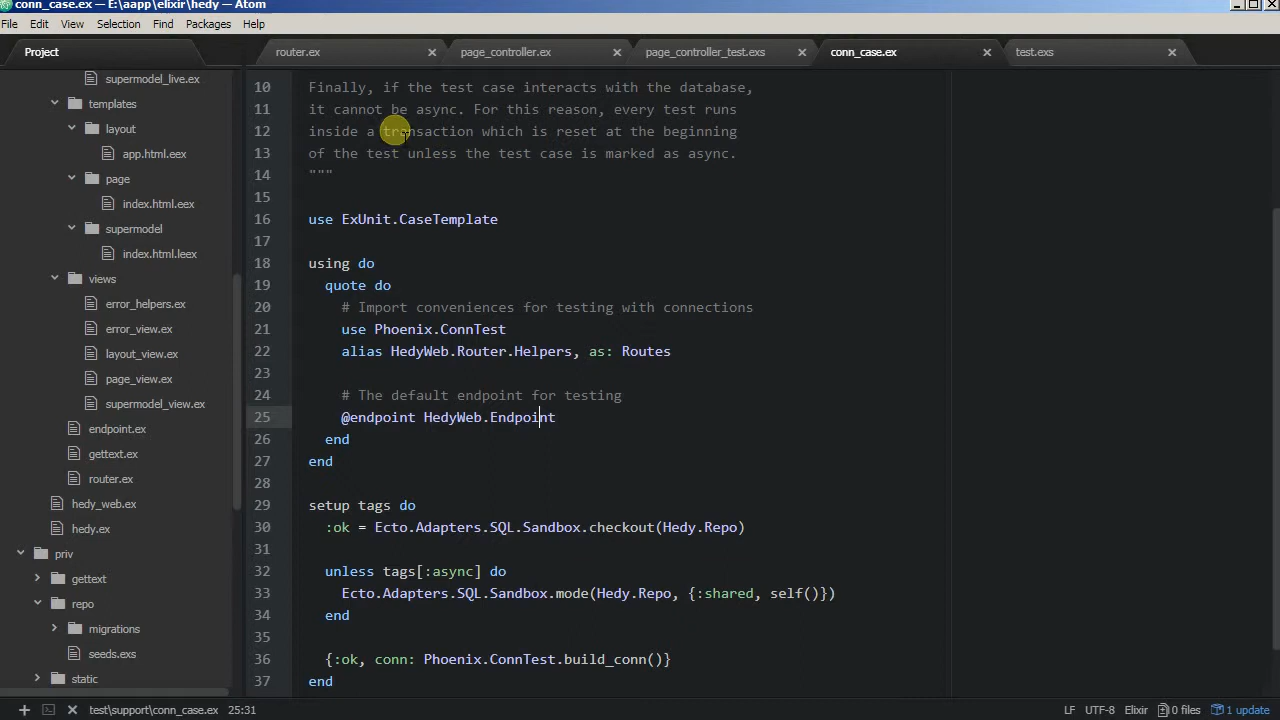 conn_case.ex — E:\aapp\elixir\hedy — Atom
File Edit View Selection Find Packages Help
Project
router.ex
page_controller.ex
page_controller_test.exs
conn_case.ex
test.exs
supermodel_live.ex
templates
layout
app.html.eex
page
index.html.eex
supermodel
index.html.leex
views
error_helpers.ex
error_view.ex
layout_view.ex
page_view.ex
supermodel_view.ex
endpoint.ex
gettext.ex
router.ex
hedy_web.ex
hedy.ex
priv
gettext
repo
migrations
seeds.exs
static
10 Finally, if the test case interacts with the database,
11 it cannot be async. For this reason, every test runs
12 inside a transaction which is reset at the beginning
13 of the test unless the test case is marked as async.
14 """
15
16 use ExUnit.CaseTemplate
17
18 using do
19 quote do
20 # Import conveniences for testing with connections
21 use Phoenix.ConnTest
22 alias HedyWeb.Router.Helpers, as: Routes
23
24 # The default endpoint for testing
25 @endpoint HedyWeb.Endpoint
26 end
27 end
28
29 setup tags do
30 :ok = Ecto.Adapters.SQL.Sandbox.checkout(Hedy.Repo)
31
32 unless tags[:async] do
33 Ecto.Adapters.SQL.Sandbox.mode(Hedy.Repo, {:shared, self()})
34 end
35
36 {:ok, conn: Phoenix.ConnTest.build_conn()}
37 end
test\support\conn_case.ex 25:31
LF UTF-8 Elixir 0 files 1 update